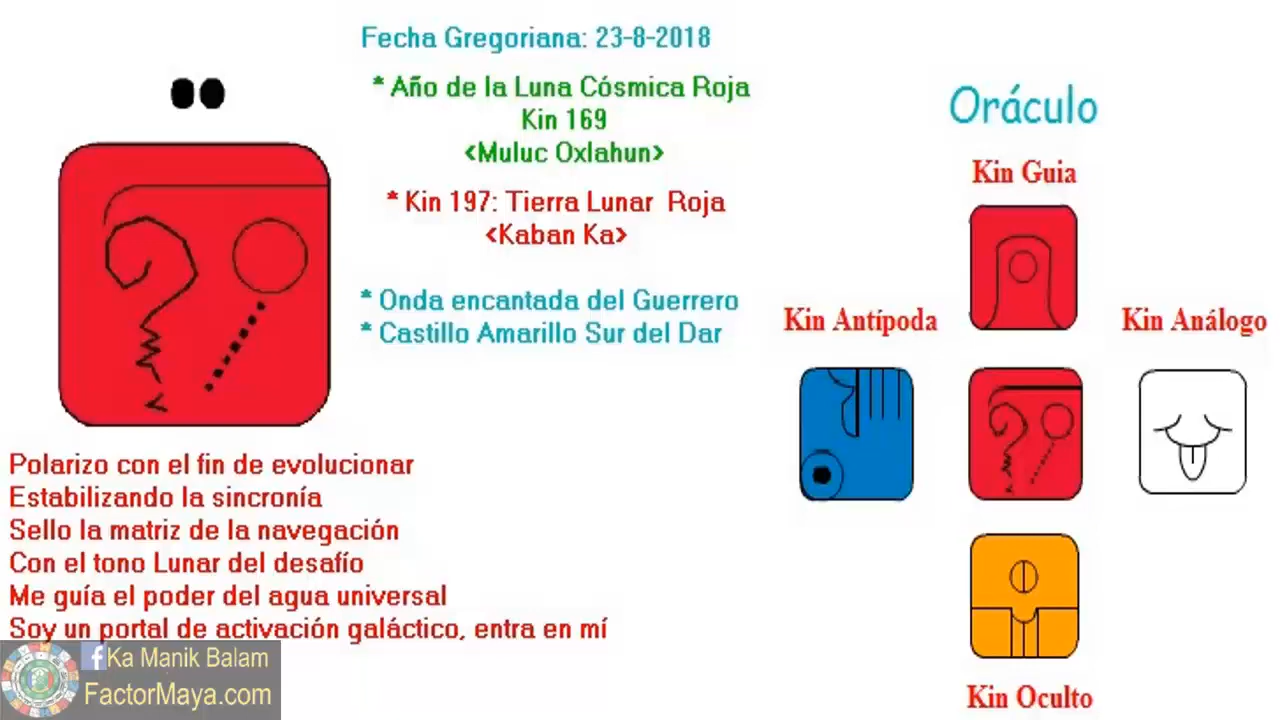 Fecha Gregoriana: 23-8-2018
* Año de la Luna Cósmica Roja
Kin 169
<Muluc Oxlahun>
* Kin 197: Tierra Lunar Roja
<Kaban Ka>
* Onda encantada del Guerrero
* Castillo Amarillo Sur del Dar
Polarizo con el fin de evolucionar
Estabilizando la sincronía
Sello la matriz de la navegación
Con el tono Lunar del desafío
Me guía el poder del agua universal
Soy un portal de activación galáctico, entra en mí
Ka Manik Balam
FactorMaya.com
Oráculo
Kin Guia
Kin Antípoda
Kin Análogo
Kin Oculto